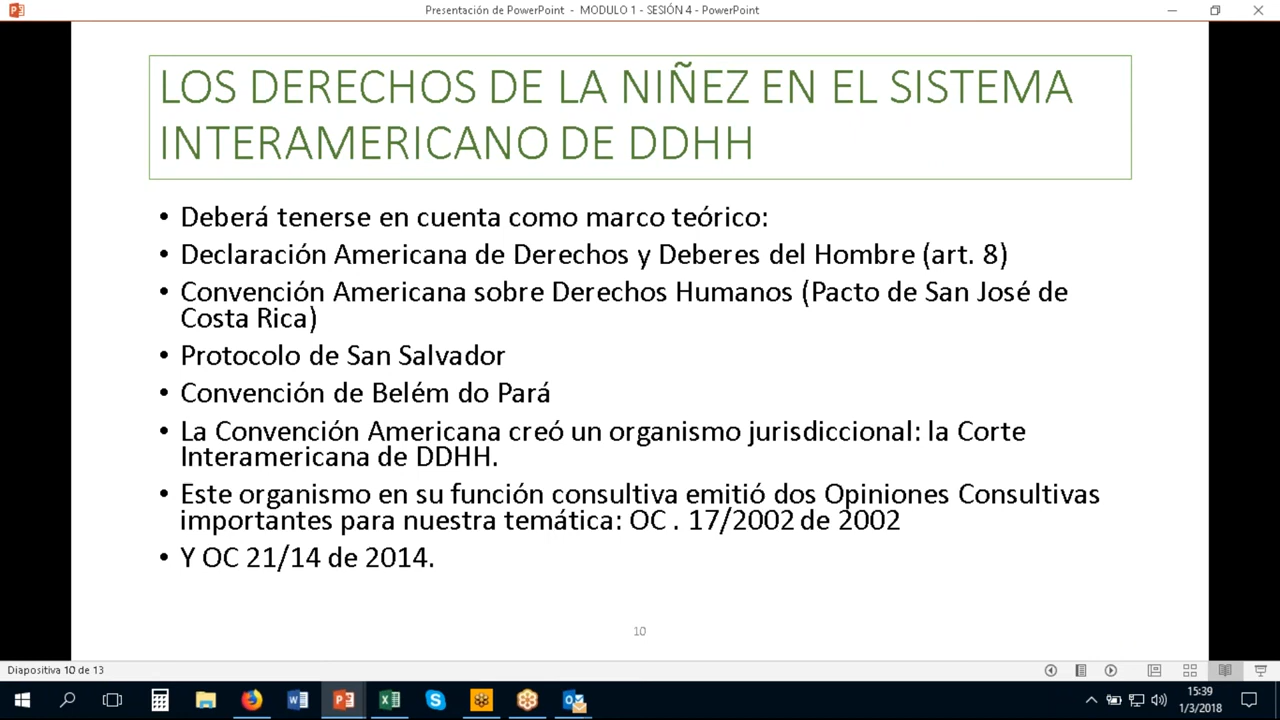 Presentación de PowerPoint - MODULO 1 - SESIÓN 4 - PowerPoint
LOS DERECHOS DE LA NIÑEZ EN EL SISTEMA
INTERAMERICANO DE DDHH
• Deberá tenerse en cuenta como marco teórico:
• Declaración Americana de Derechos y Deberes del Hombre (art. 8)
• Convención Americana sobre Derechos Humanos (Pacto de San José de
Costa Rica)
• Protocolo de San Salvador
• Convención de Belém do Pará
• La Convención Americana creó un organismo jurisdiccional: la Corte
Interamericana de DDHH.
• Este organismo en su función consultiva emitió dos Opiniones Consultivas
importantes para nuestra temática: OC . 17/2002 de 2002
• Y OC 21/14 de 2014.
10
Diapositiva 10 de 13
15:39
1/3/2018